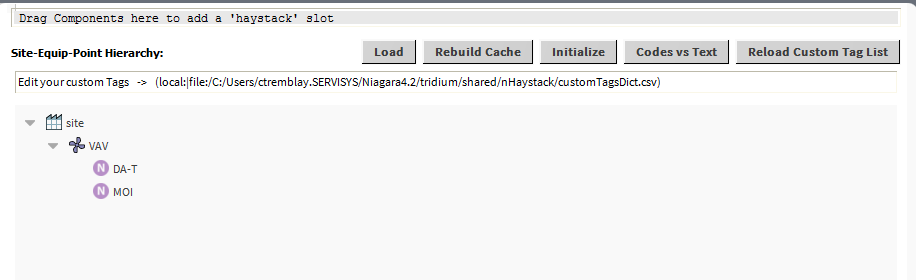 Drag Components here to add a 'haystack' slot
Site-Equip-Point Hierarchy: Load Rebuild Cache Initialize Codes vs Text Reload Custom Tag List
Edit your custom Tags -> (local:|file:/C:/Users/ctremblay.SERVISYS/Niagara4.2/tridium/shared/nHaystack/customTagsDict.csv)
site
VAV
N DA-T
N MOI